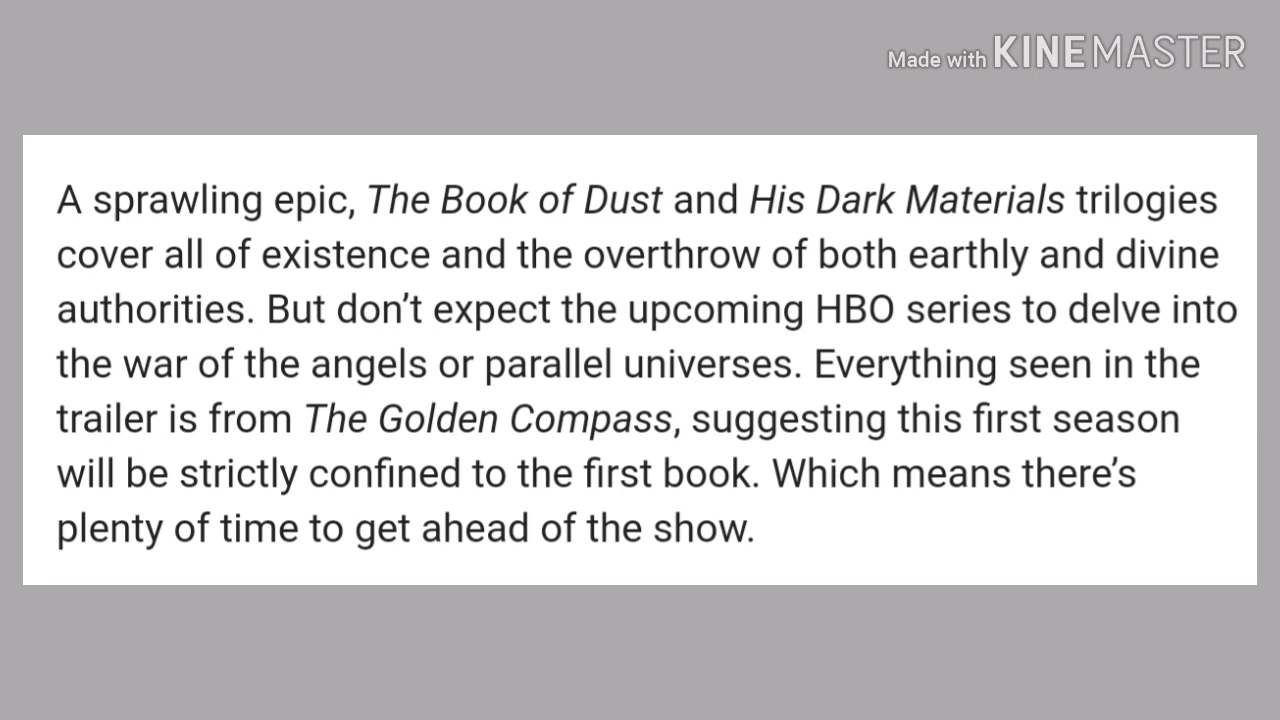 Made with KINEMASTER
A sprawling epic, The Book of Dust and His Dark Materials trilogies
cover all of existence and the overthrow of both earthly and divine
authorities. But don’t expect the upcoming HBO series to delve into
the war of the angels or parallel universes. Everything seen in the
trailer is from The Golden Compass, suggesting this first season
will be strictly confined to the first book. Which means there’s
plenty of time to get ahead of the show.